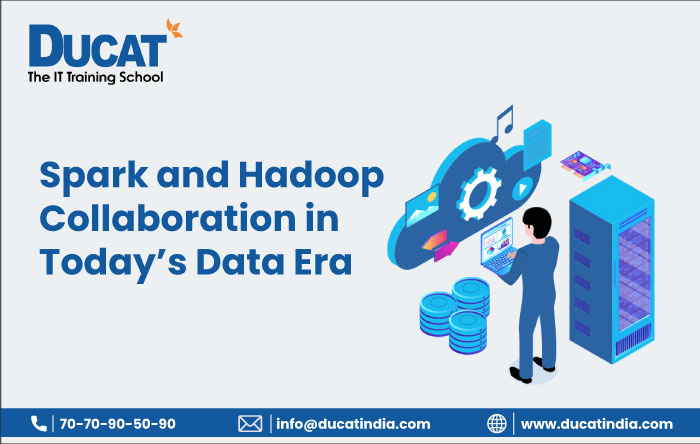 DUCAT
The IT Training School
Spark and Hadoop
Collaboration in
Today's Data Era
70-70-90-50-90
info@ducatindia.com
www.ducatindia.com